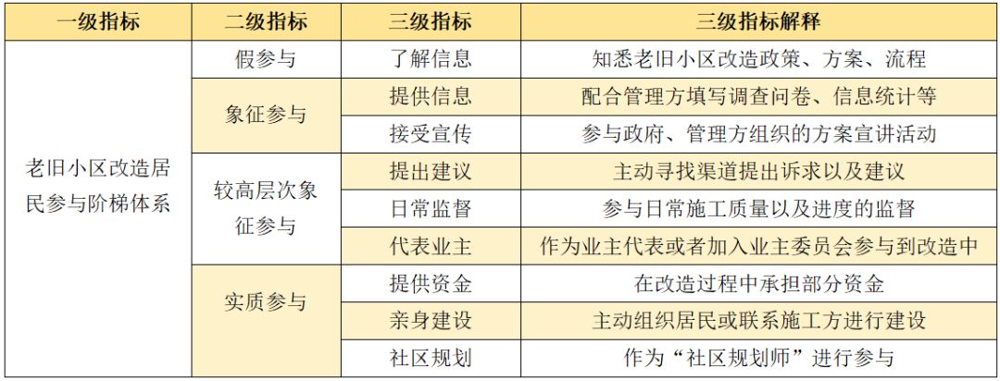 一级指标 二级指标 三级指标 三级指标解释
老旧小区改造居
民参与阶梯体系
假参与 了解信息 知悉老旧小区改造政策、方案、流程
象征参与 提供信息 配合管理方填写调查问卷、信息统计等
接受宣传 参与政府、管理方组织的方案宣讲活动
较高层次象
征参与
提出建议 主动寻找渠道提出诉求以及建议
日常监督 参与日常施工质量以及进度的监督
代表业主 作为业主代表或者加入业主委员会参与到改造中
实质参与 提供资金 在改造过程中承担部分资金
亲身建设 主动组织居民或联系施工方进行建设
社区规划 作为“社区规划师”进行参与